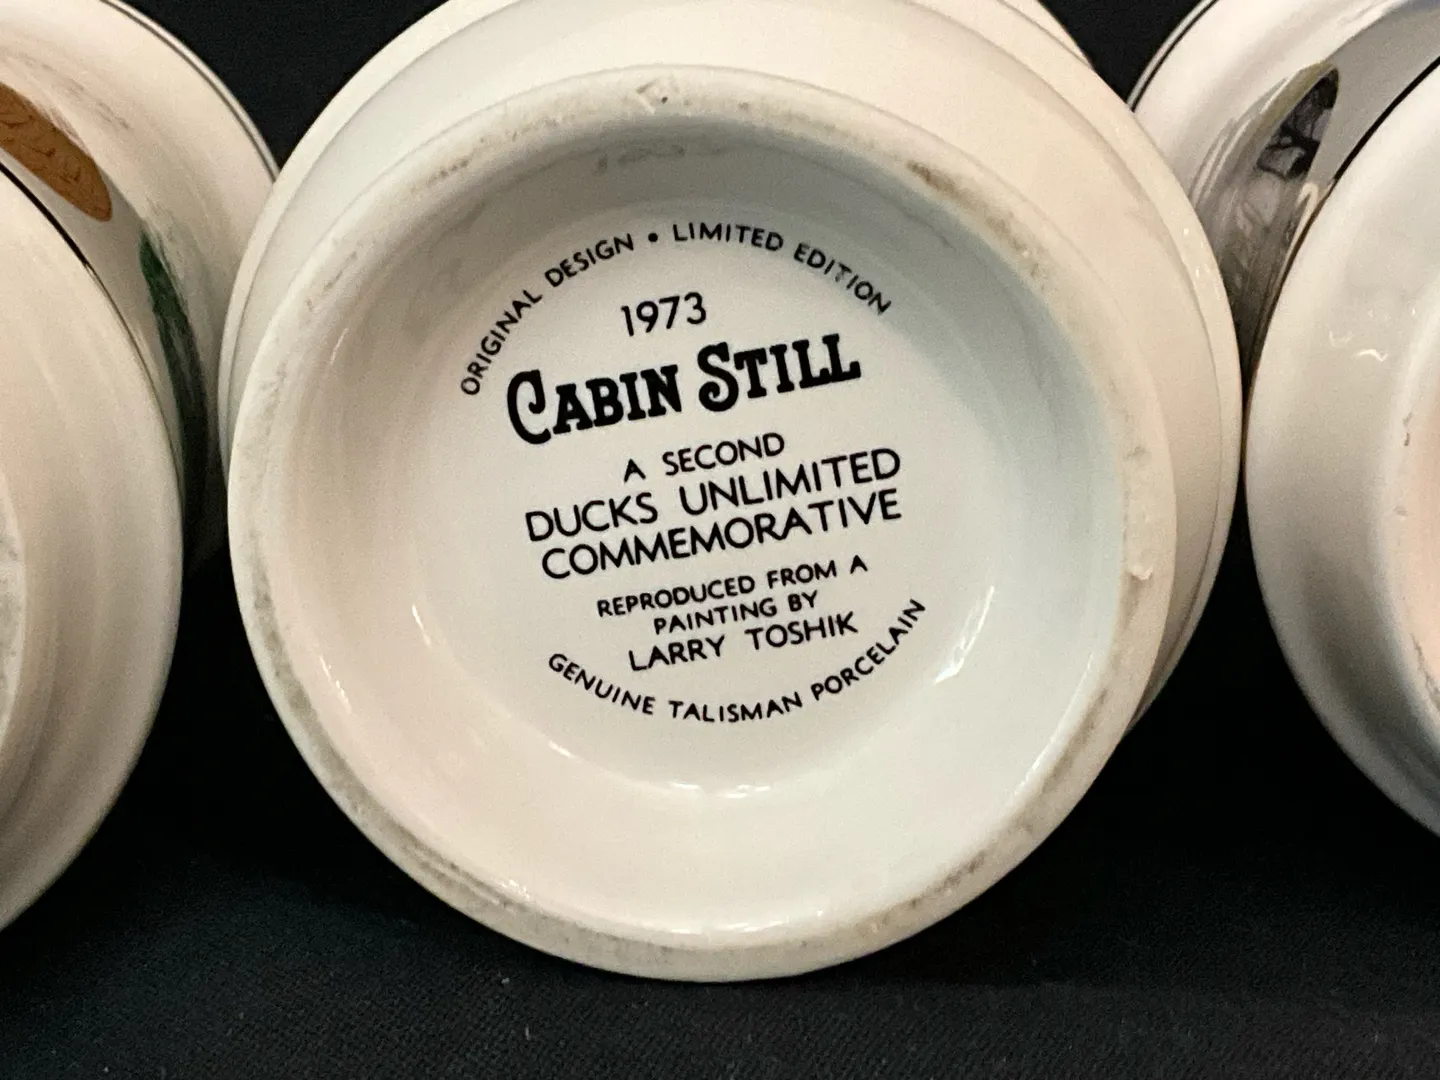 ORIGINAL DESIGN • LIMITED EDITION
1973
CABIN STILL
A SECOND
DUCKS UNLIMITED
COMMEMORATIVE
REPRODUCED FROM A
PAINTING BY
LARRY TOSHIK
GENUINE TALISMAN PORCELAIN